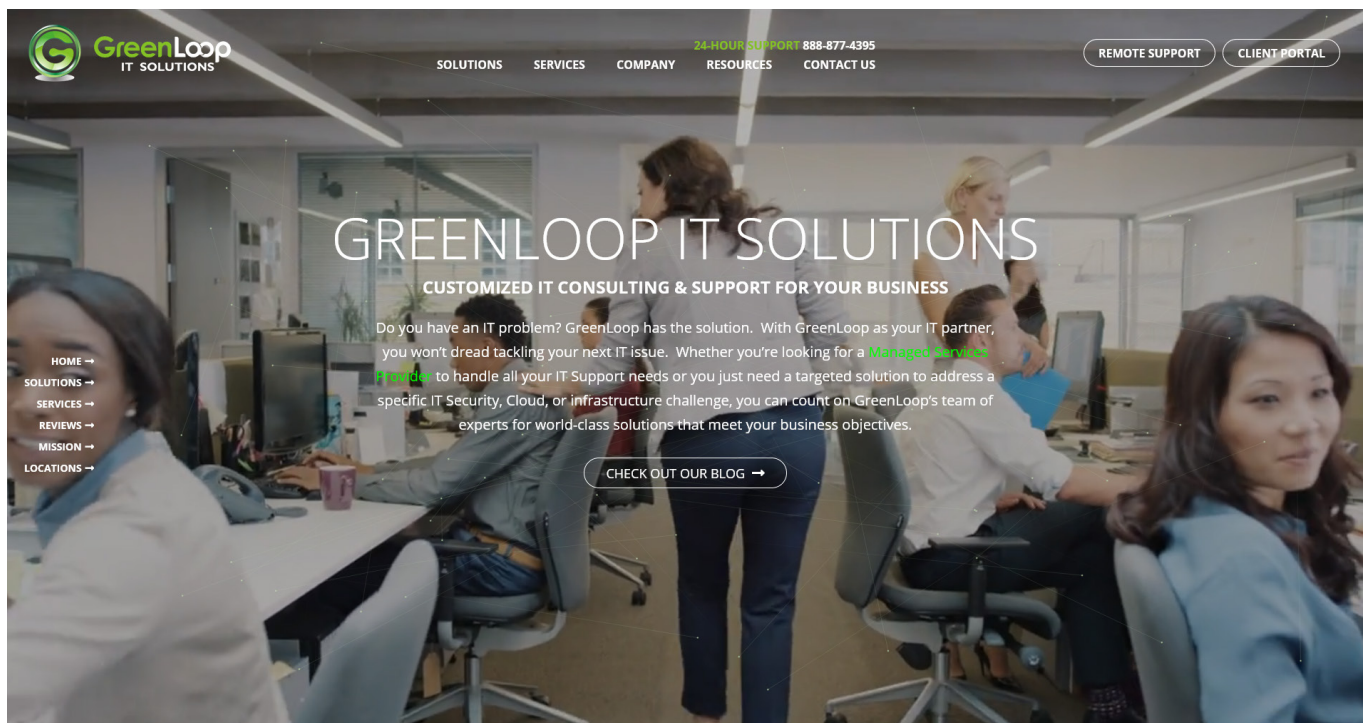 GreenLoop
IT SOLUTIONS
24-HOUR SUPPORT 888-877-4395
SOLUTIONS SERVICES COMPANY RESOURCES CONTACT US
REMOTE SUPPORT CLIENT PORTAL
GREENLOOP IT SOLUTIONS
CUSTOMIZED IT CONSULTING & SUPPORT FOR YOUR BUSINESS
Do you have an IT problem? GreenLoop has the solution. With GreenLoop as your IT partner,
you won’t dread tackling your next IT issue. Whether you’re looking for a Managed Services
Provider to handle all your IT Support needs or you just need a targeted solution to address a
specific IT Security, Cloud, or infrastructure challenge, you can count on GreenLoop’s team of
experts for world-class solutions that meet your business objectives.
CHECK OUT OUR BLOG →
HOME →
SOLUTIONS →
SERVICES →
REVIEWS →
MISSION →
LOCATIONS →